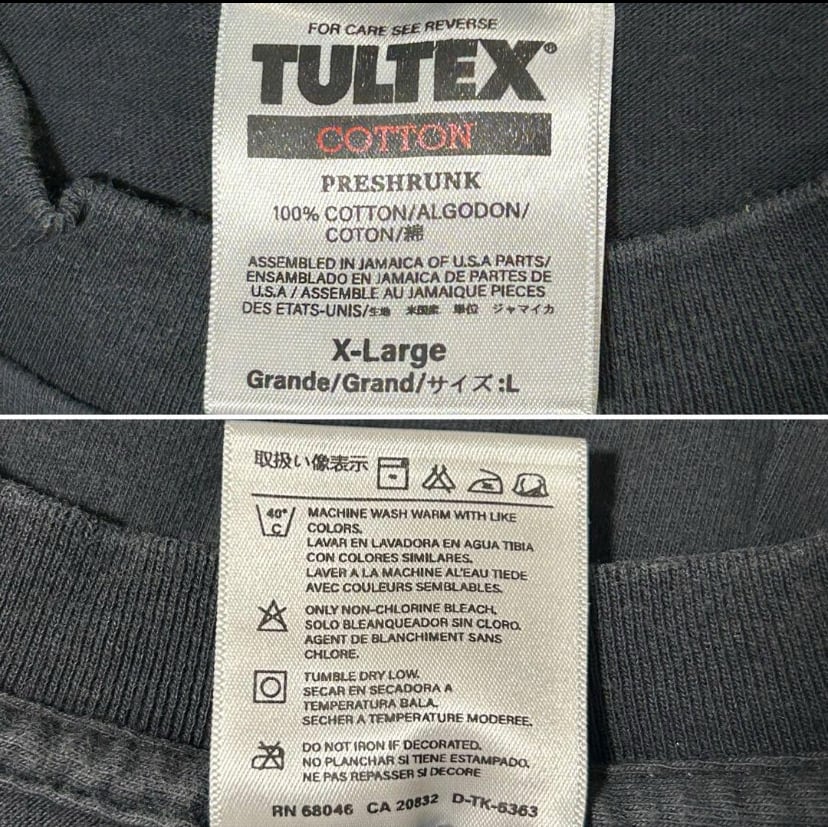 FOR CARE SEE REVERSE
TULTEX®
COTTON
PRESHRUNK
100% COTTON/ALGODON/
COTON/綿
ASSEMBLED IN JAMAICA OF U.S.A PARTS/
ENSAMBLADO EN JAMAICA DE PARTES DE
U.S.A / ASSEMBLE AU JAMAIQUE PIECES
DES ETATS-UNIS/生地 米国家 単位 ジャマイカ
X-Large
Grande/Grand/サイズ:L
取扱い像表示
40°
C
MACHINE WASH WARM WITH LIKE
COLORS.
LAVAR EN LAVADORA EN AGUA TIBIA
CON COLORES SIMILARES.
LAVER A LA MACHINE AL'EAU TIEDE
AVEC COULEURS SEMBLABLES.
ONLY NON-CHLORINE BLEACH.
SOLO BLEANQUEADOR SIN CLORO.
AGENT DE BLANCHIMENT SANS
CHLORE.
TUMBLE DRY LOW.
SECAR EN SECADORA A
TEMPERATURA BALA.
SECHER A TEMPERATURE MODEREE.
DO NOT IRON IF DECORATED.
NO PLANCHAR SI TIENE ESTAMPADO.
NE PAS REPASSER SI DECORE
RN 68046 CA 20832 D-TK-5363